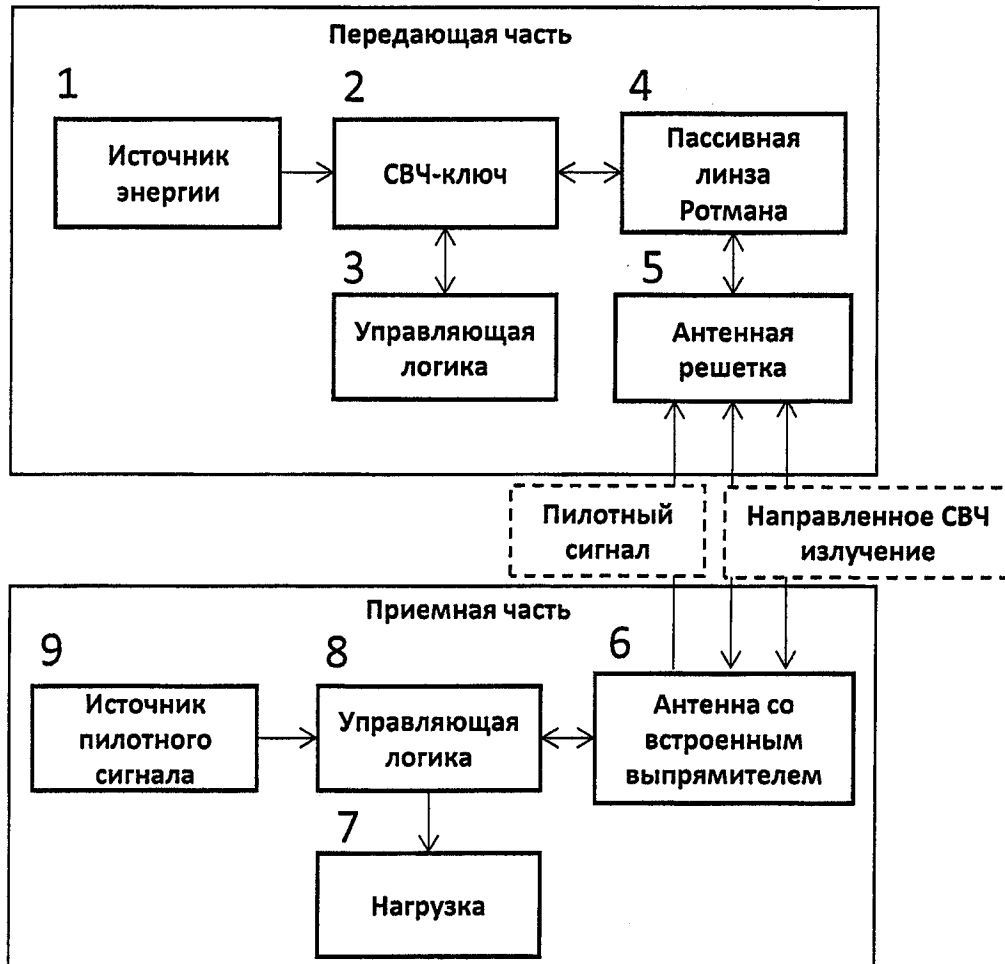 Передающая часть
1
Источник
энергии
2
СВЧ-ключ
4
Пассивная
линза
Ротмана
3
Управляющая
логика
5
Антенная
решетка
Пилотный
сигнал
Направленное СВЧ
излучение
Приемная часть
9
Источник
пилотного
сигнала
8
Управляющая
логика
6
Антенна со
встроенным
выпрямителем
7
Нагрузка